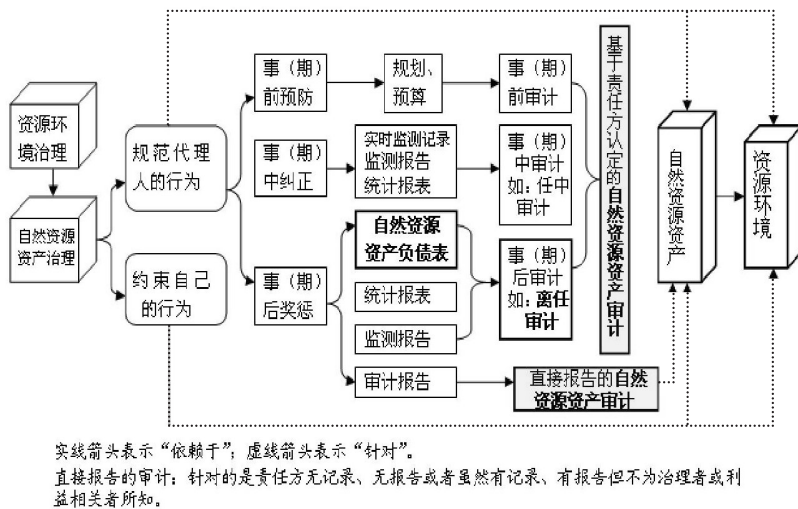 资源环
境治理
自然资源
资产治理
规范代理
人的行为
约束自己
的行为
事（期）
前预防
事（期）
中纠正
事（期）
后奖惩
规划、
预算
实时监测记录
监测报告
统计报表
自然资源
资产负债表
统计报表
监测报告
审计报告
事（期）
前审计
事（期）
中审计
如：任中
审计
事（期）
后审计
如：离任
审计
基于责任方认定的自然资源资产审计
直接报告的自然
资源资产审计
自然资源资产
资源环境
实线箭头表示“依赖于”；虚线箭头表示“针对”。
直接报告的审计：针对的是责任方无记录、无报告或者虽然有记录、有报告但不为治理者或利
益相关者所知。